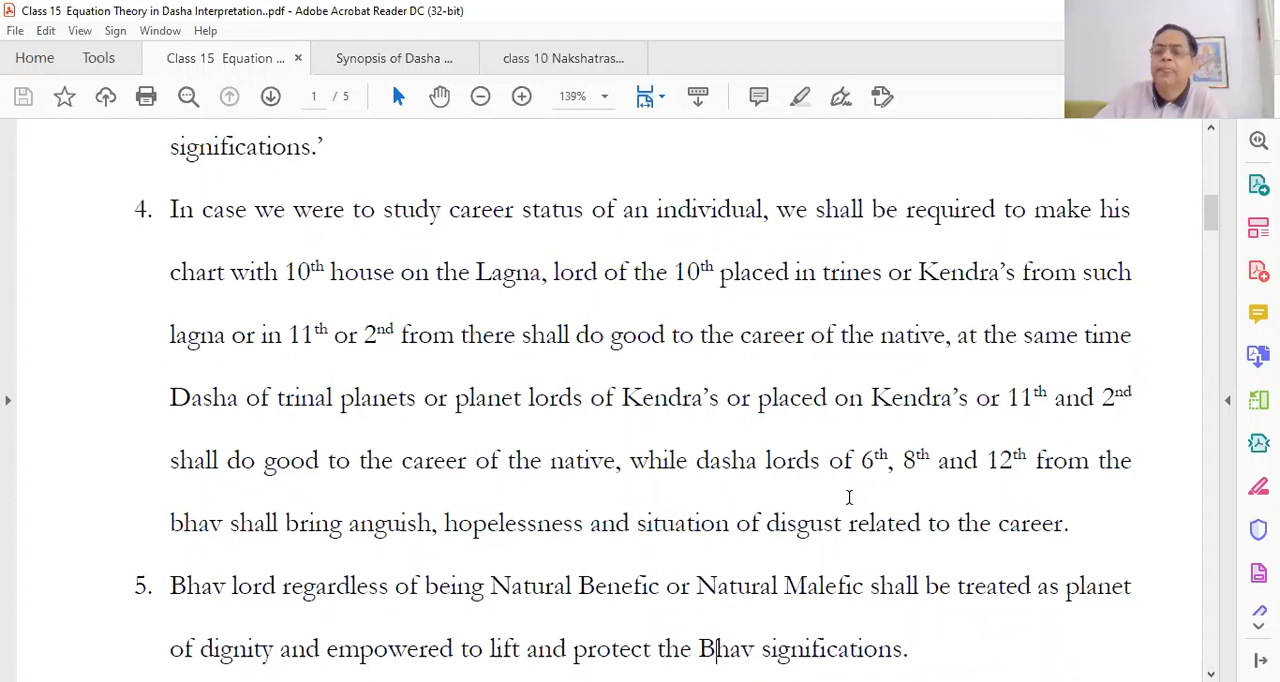 Class 15 Equation Theory in Dasha Interpretation..pdf - Adobe Acrobat Reader DC (32-bit)
File Edit View Sign Window Help
Home Tools Class 15 Equation ... × Synopsis of Dasha ... class 10 Nakshatras...
1 / 5 139%
significations.’
4. In case we were to study career status of an individual, we shall be required to make his
chart with 10th house on the Lagna, lord of the 10th placed in trines or Kendra’s from such
lagna or in 11th or 2nd from there shall do good to the career of the native, at the same time
Dasha of trinal planets or planet lords of Kendra’s or placed on Kendra’s or 11th and 2nd
shall do good to the career of the native, while dasha lords of 6th, 8th and 12th from the
bhav shall bring anguish, hopelessness and situation of disgust related to the career.
5. Bhav lord regardless of being Natural Benefic or Natural Malefic shall be treated as planet
of dignity and empowered to lift and protect the Bhav significations.